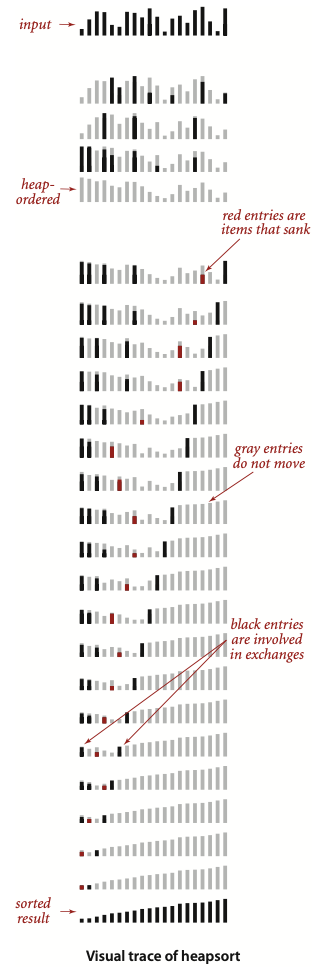 input
heap-
ordered
red entries are
items that sank
gray entries
do not move
black entries
are involved
in exchanges
sorted
result
Visual trace of heapsort